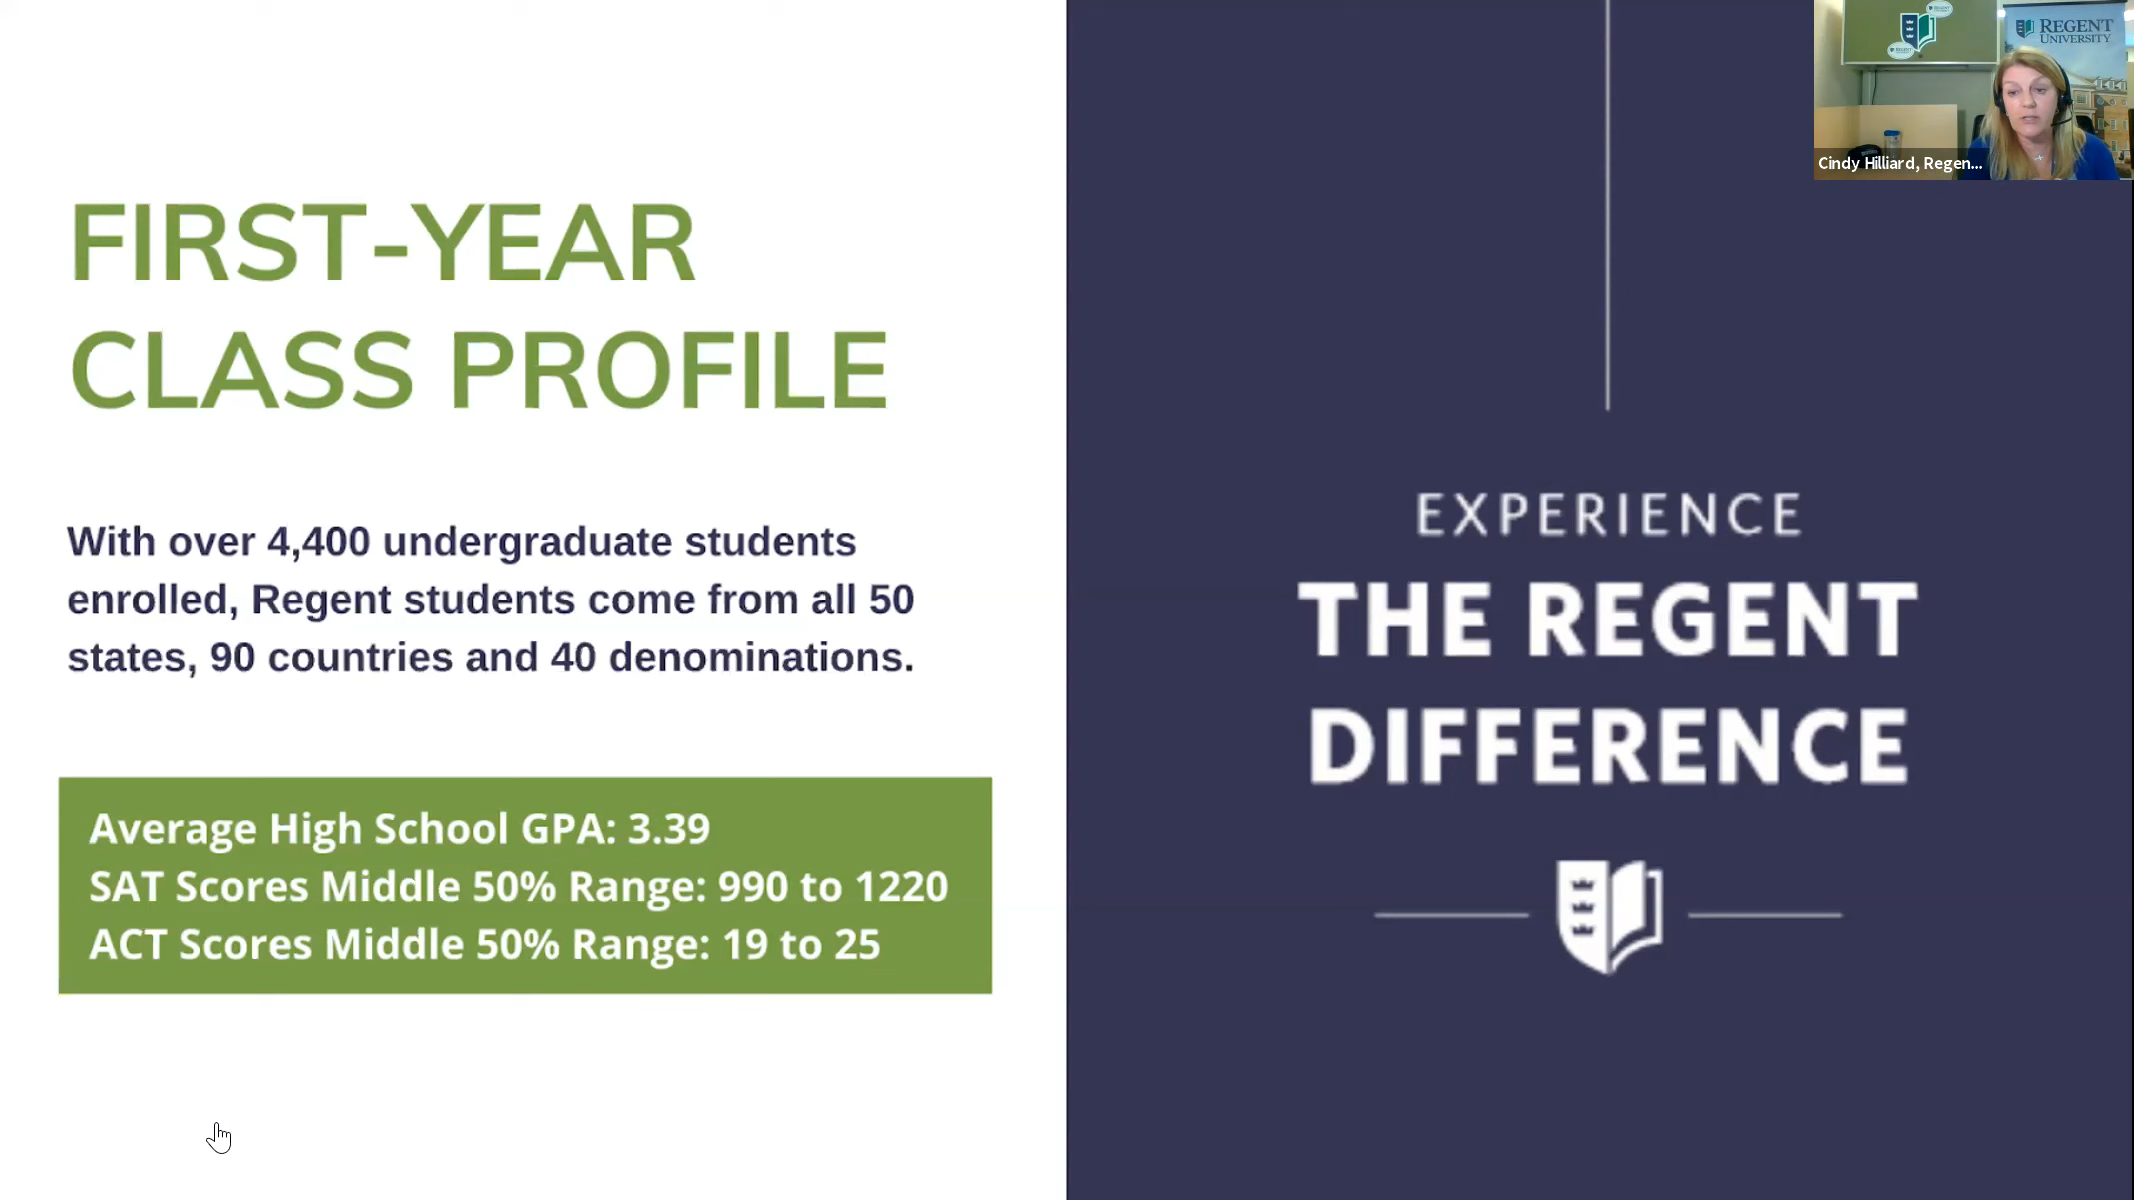 FIRST-YEAR
CLASS PROFILE
With over 4,400 undergraduate students
enrolled, Regent students come from all 50
states, 90 countries and 40 denominations.
Average High School GPA: 3.39
SAT Scores Middle 50% Range: 990 to 1220
ACT Scores Middle 50% Range: 19 to 25
EXPERIENCE
THE REGENT
DIFFERENCE
REGENT
UNIVERSITY
Cindy Hilliard, Regen...